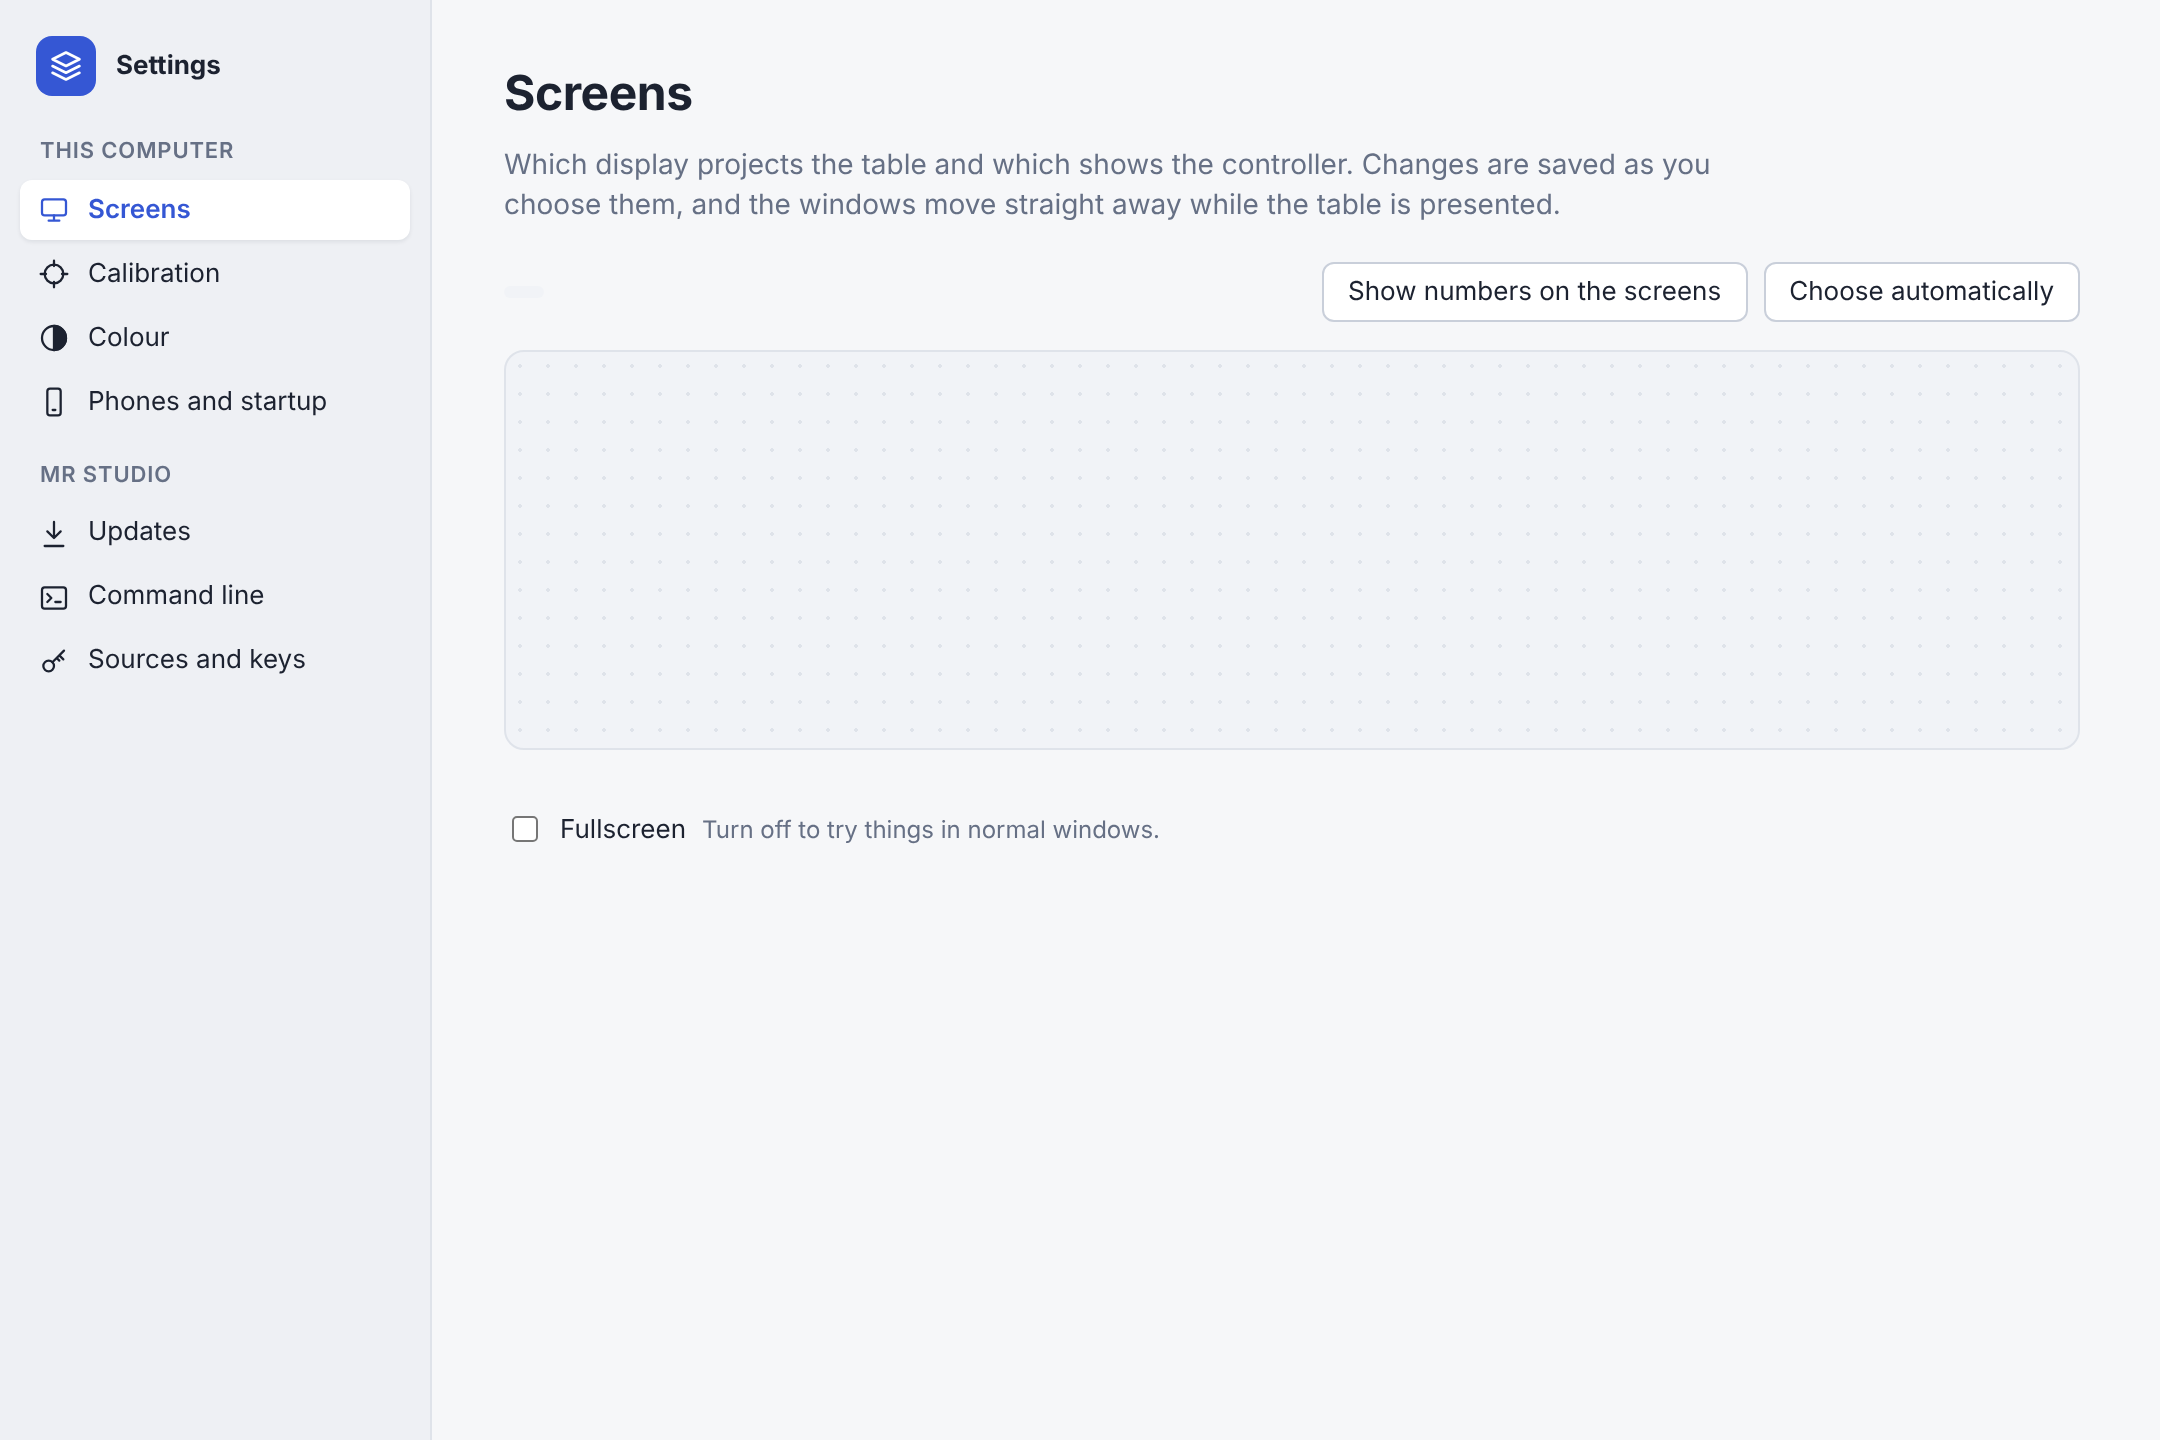 Settings
THIS COMPUTER
Screens
Calibration
Colour
Phones and startup
MR STUDIO
Updates
Command line
Sources and keys
Screens
Which display projects the table and which shows the controller. Changes are saved as you
choose them, and the windows move straight away while the table is presented.
Show numbers on the screens
Choose automatically
Fullscreen Turn off to try things in normal windows.